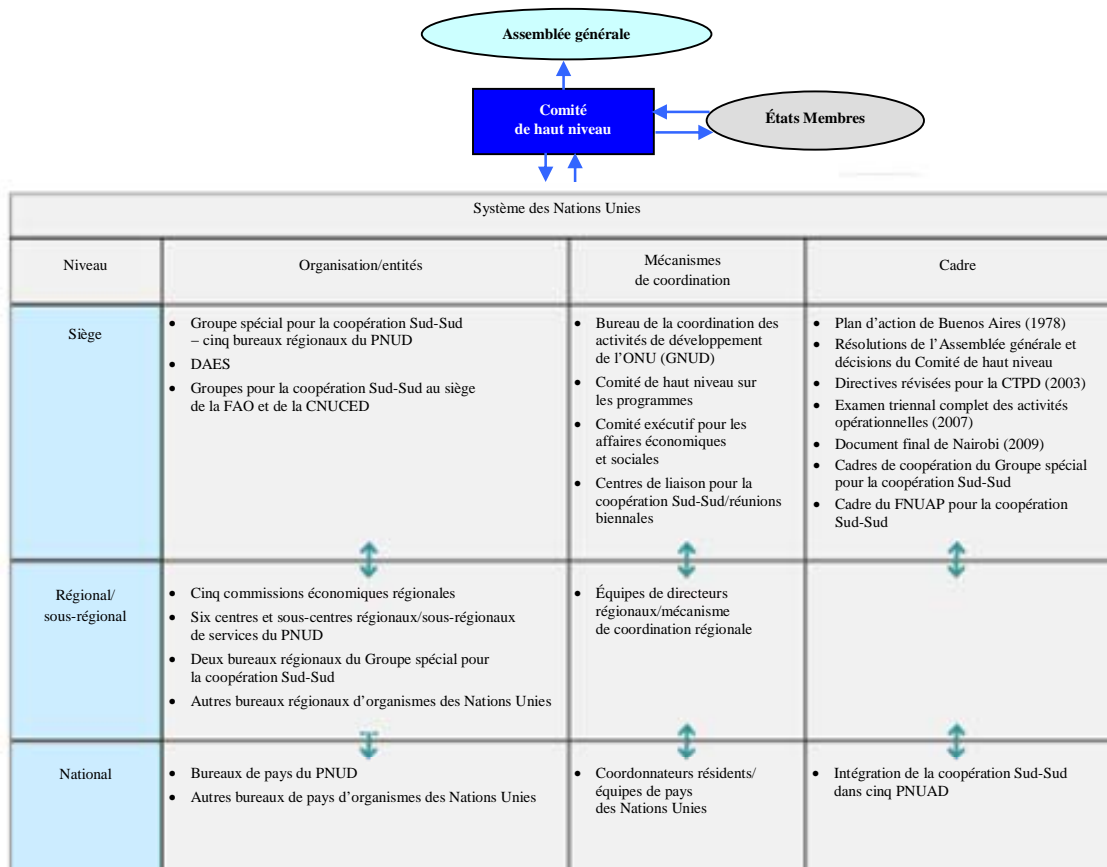 Assemblée générale
Comité
de haut niveau
États Membres
Système des Nations Unies
Niveau
Organisation/entités
Mécanismes
de coordination
Cadre
Siège
• Groupe spécial pour la coopération Sud-Sud
– cinq bureaux régionaux du PNUD
• DAES
• Groupes pour la coopération Sud-Sud au siège
de la FAO et de la CNUCED
• Bureau de la coordination des
activités de développement
de l’ONU (GNUD)
• Comité de haut niveau sur
les programmes
• Comité exécutif pour les
affaires économiques
et sociales
• Centres de liaison pour la
coopération Sud-Sud/réunions
biennales
• Plan d’action de Buenos Aires (1978)
• Résolutions de l’Assemblée générale et
décisions du Comité de haut niveau
• Directives révisées pour la CTPD (2003)
• Examen triennal complet des activités
opérationnelles (2007)
• Document final de Nairobi (2009)
• Cadres de coopération du Groupe spécial
pour la coopération Sud-Sud
• Cadre du FNUAP pour la coopération
Sud-Sud
Régional/
sous-régional
• Cinq commissions économiques régionales
• Six centres et sous-centres régionaux/sous-régionaux
de services du PNUD
• Deux bureaux régionaux du Groupe spécial pour
la coopération Sud-Sud
• Autres bureaux régionaux d’organismes des Nations Unies
• Équipes de directeurs
régionaux/mécanisme
de coordination régionale
National
• Bureaux de pays du PNUD
• Autres bureaux de pays d’organismes des Nations Unies
• Coordonnateurs résidents/
équipes de pays
des Nations Unies
• Intégration de la coopération Sud-Sud
dans cinq PNUAD